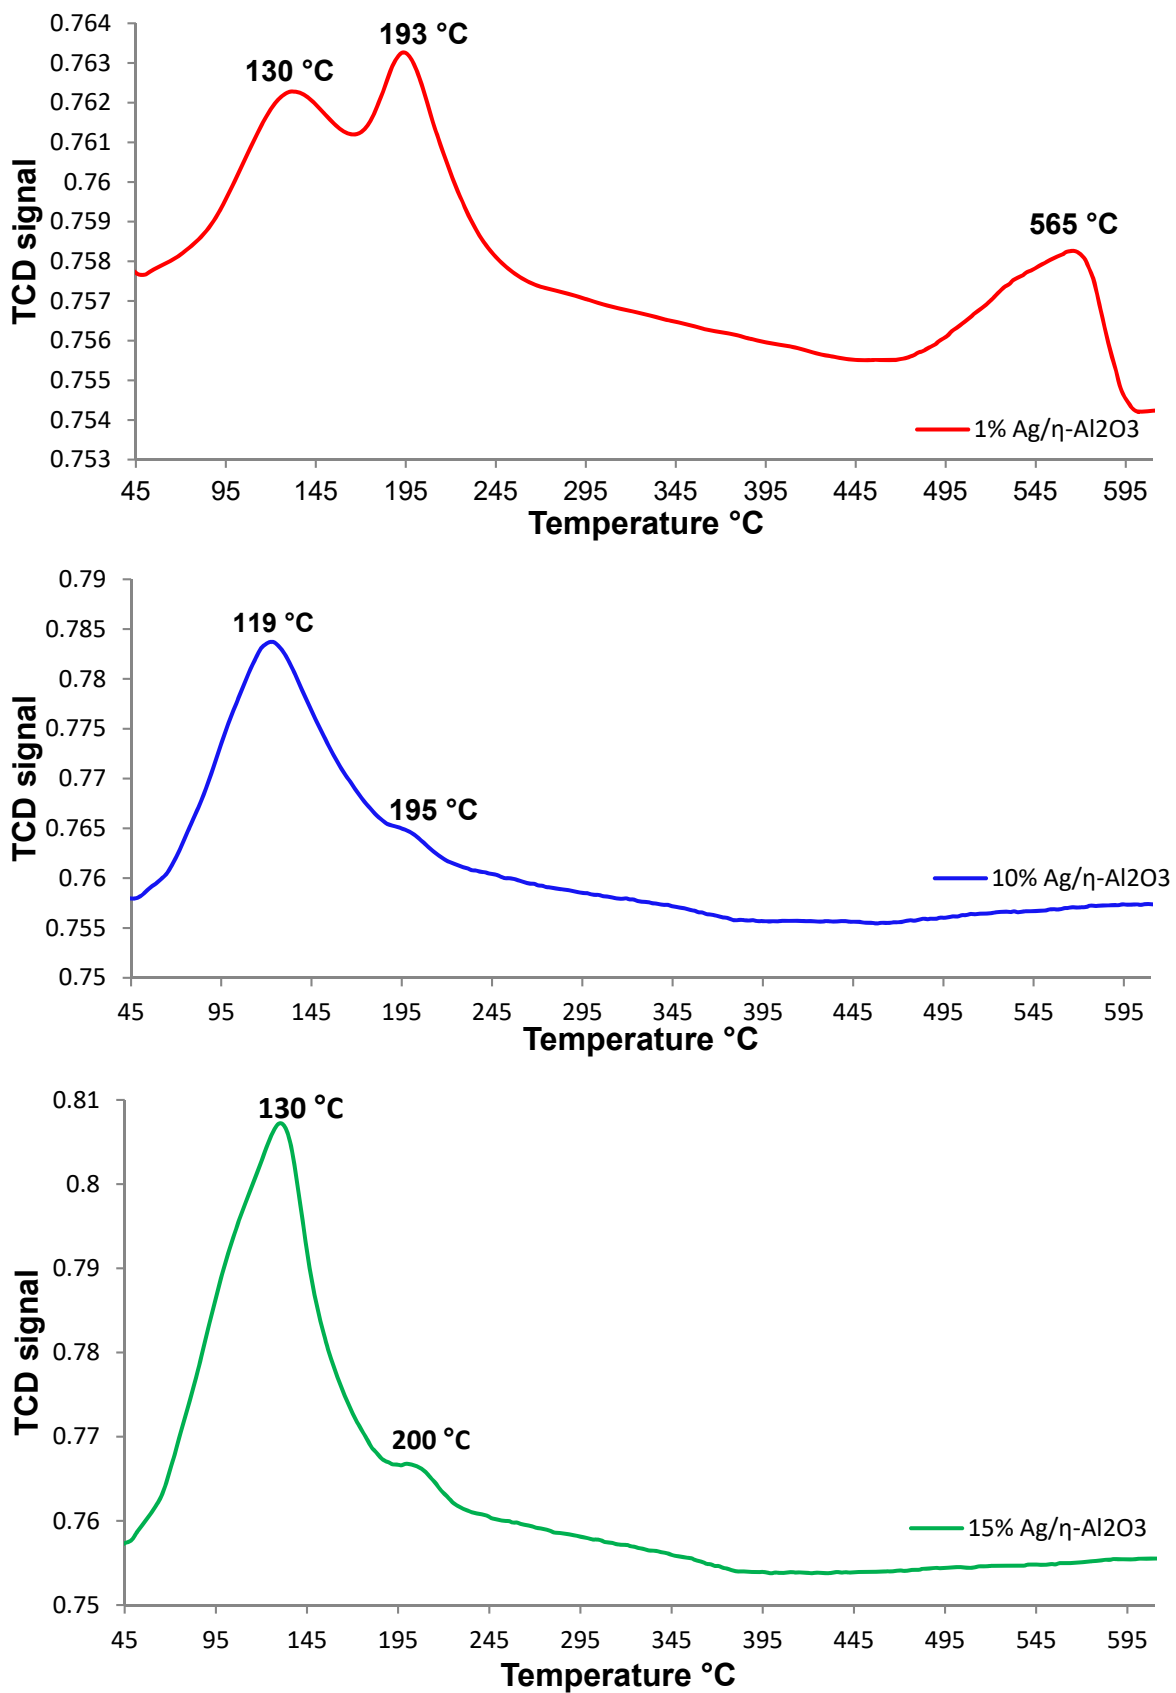 0.764
0.763
0.762
0.761
0.76
0.759
0.758
0.757
0.756
0.755
0.754
0.753
TCD signal
130 °C
193 °C
565 °C
1% Ag/η-Al2O3
45 95 145 195 245 295 345 395 445 495 545 595
Temperature °C
0.79
0.785
0.78
0.775
0.77
0.765
0.76
0.755
0.75
TCD signal
119 °C
195 °C
10% Ag/η-Al2O3
45 95 145 195 245 295 345 395 445 495 545 595
Temperature °C
0.81
0.8
0.79
0.78
0.77
0.76
0.75
TCD signal
130 °C
200 °C
15% Ag/η-Al2O3
45 95 145 195 245 295 345 395 445 495 545 595
Temperature °C